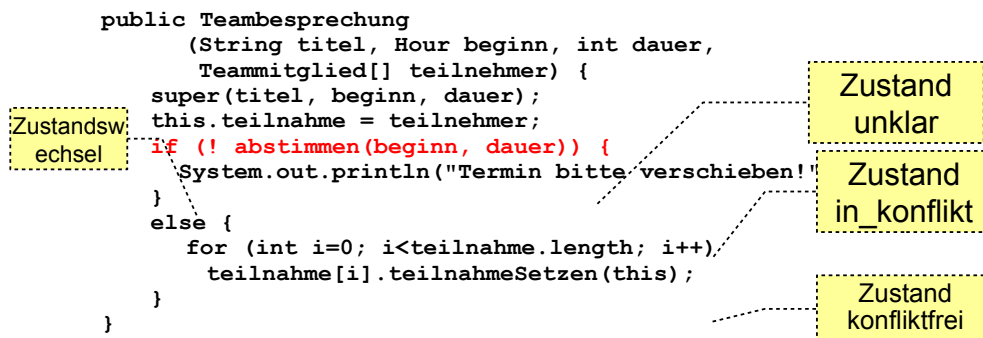 public Teambesprechung
(String titel, Hour beginn, int dauer,
Teammitglied[] teilnehmer) {
super(titel, beginn, dauer);
this.teilnahme = teilnehmer;
if (! abstimmen(beginn, dauer)) {
System.out.println("Termin bitte verschieben!"
}
else {
for (int i=0; i<teilnahme.length; i++)
teilnahme[i].teilnahmeSetzen(this);
}
}
Zustandsw
echsel
Zustand
unklar
Zustand
in_konflikt
Zustand
konfliktfrei